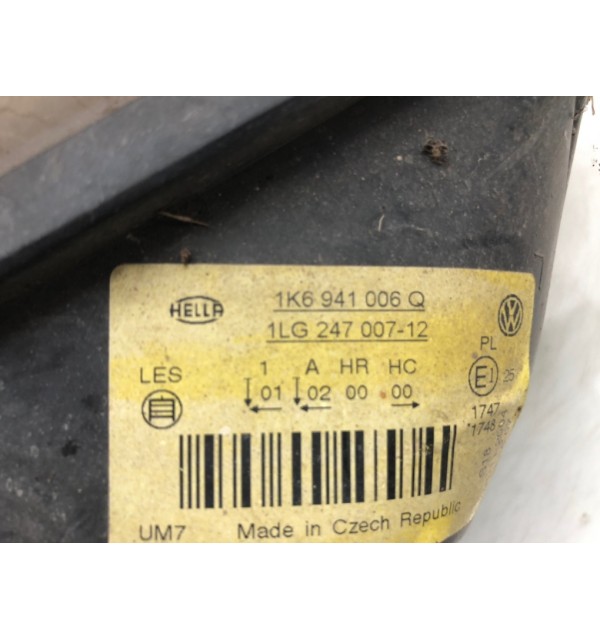 HELLA
1K6 941 006 Q
1LG 247 007-12
PL
1 A HR HC
LES
01 02 00 00
E1 25
1747
1748
UM7
Made in Czech Republic